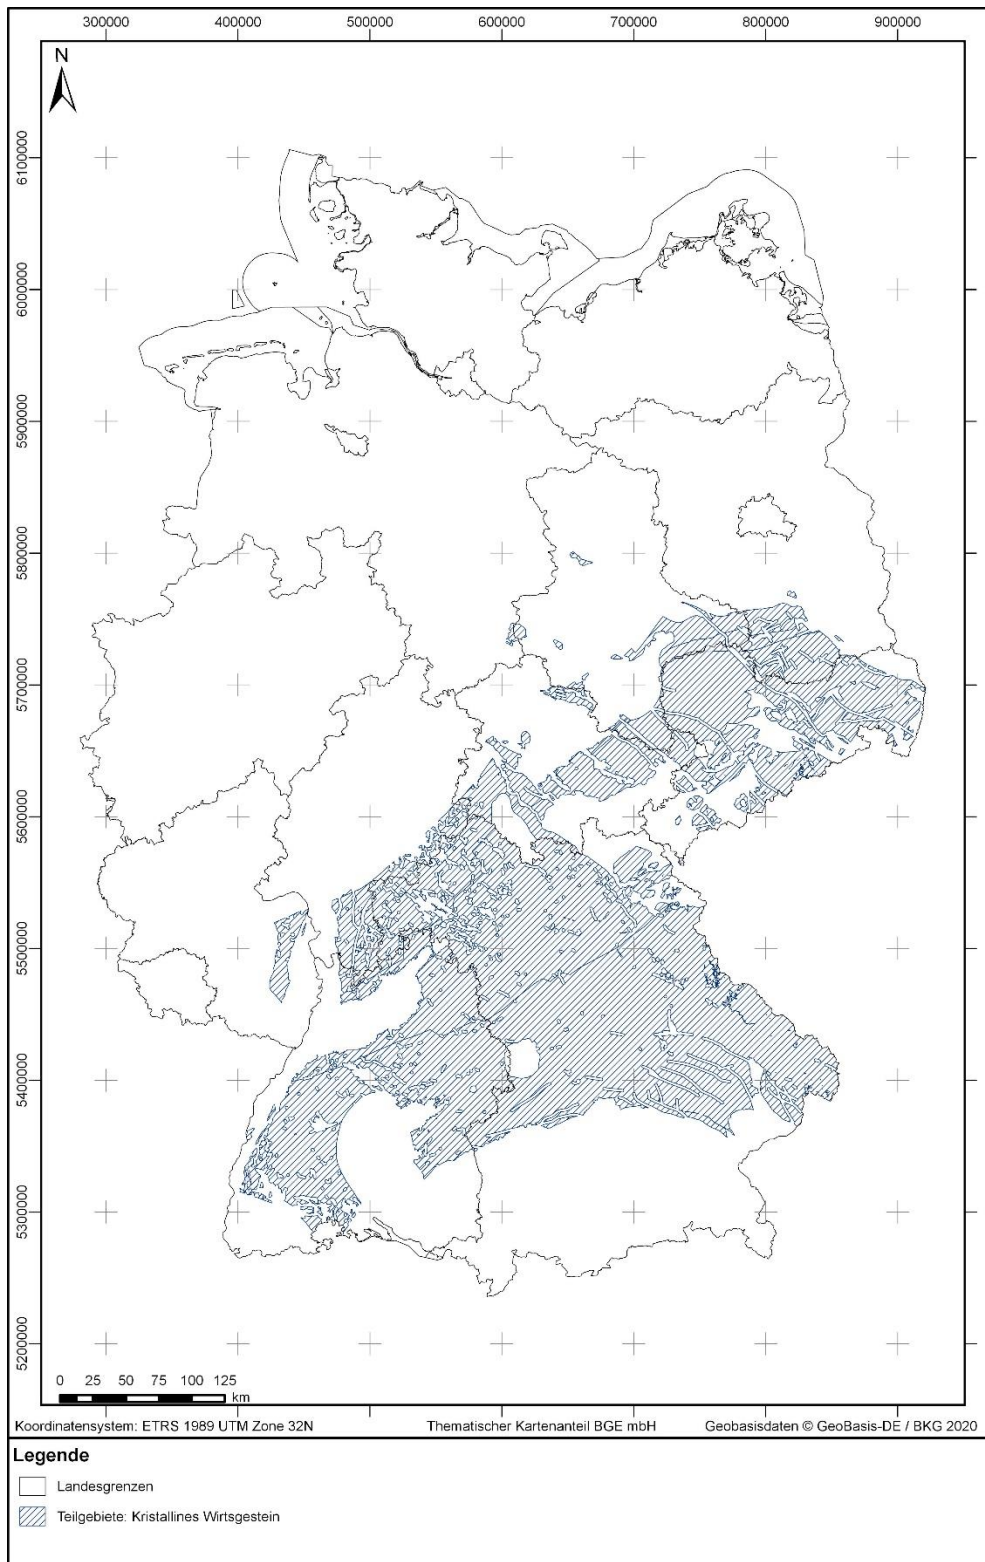 300000 400000 500000 600000 700000 800000 900000
N
6100000
6000000
5900000
5800000
5700000
5600000
5500000
5400000
5300000
5200000
0 25 50 75 100 125
km
Koordinatensystem: ETRS 1989 UTM Zone 32N Thematischer Kartenanteil BGE mbH Geobasisdaten © GeoBasis-DE / BKG 2020
Legende
Landesgrenzen
Teilgebiete: Kristallines Wirtsgestein